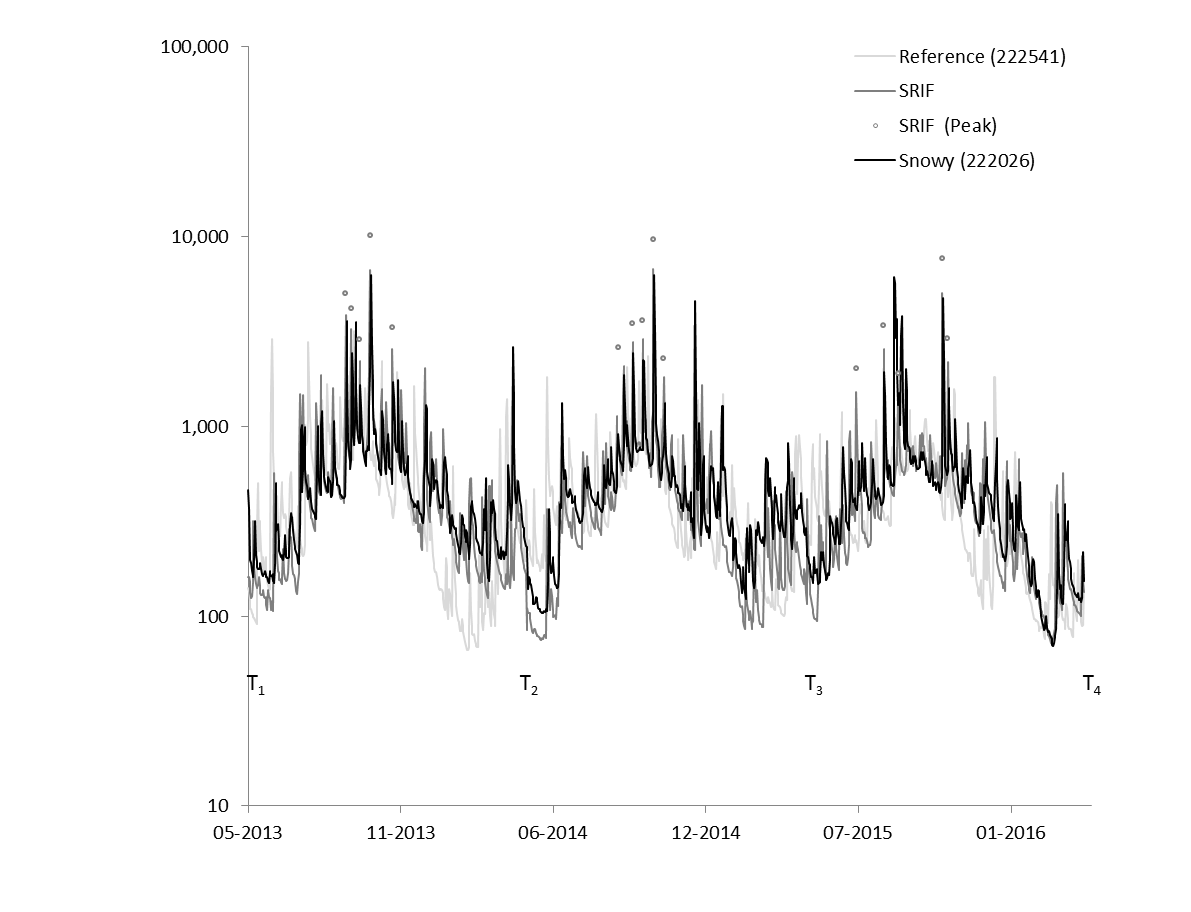 100,000
Reference (222541)
SRIF
SRIF (Peak)
Snowy (222026)
10,000
1,000
100
T1 T2 T3 T4
10
05-2013 11-2013 06-2014 12-2014 07-2015 01-2016